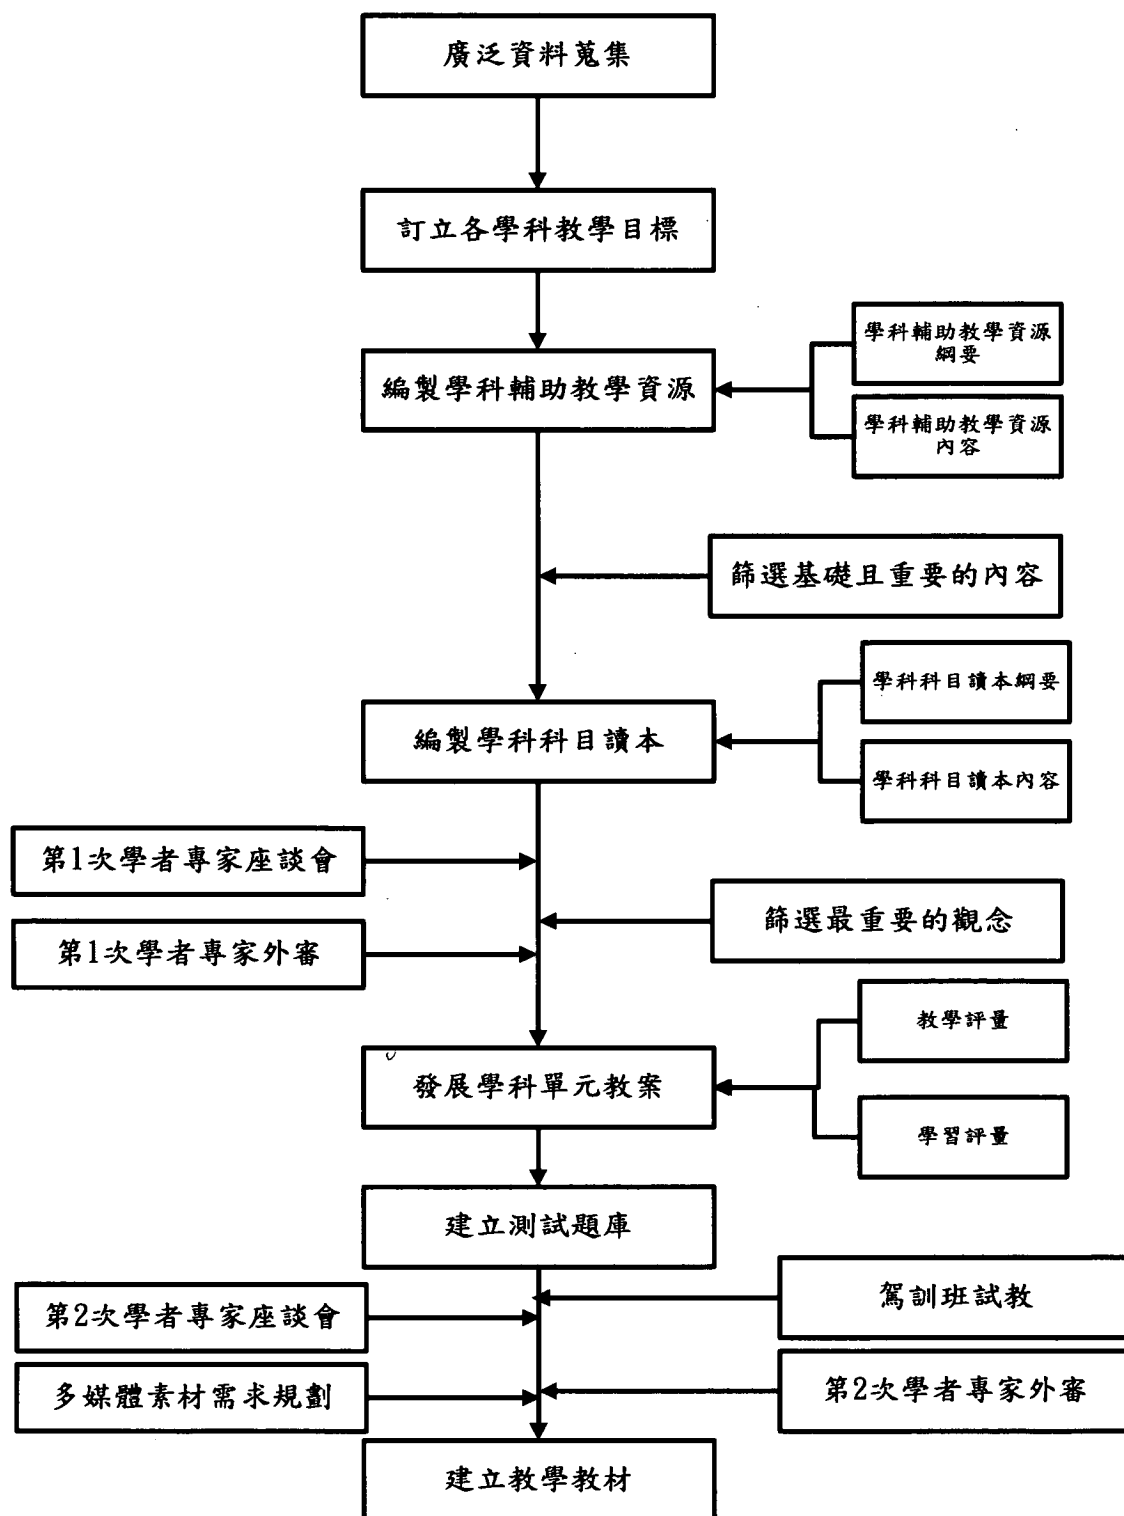 廣泛資料蒐集
訂立各學科教學目標
編製學科輔助教學資源
學科輔助教學資源
綱要
學科輔助教學資源
內容
篩選基礎且重要的內容
編製學科科目讀本
學科科目讀本綱要
學科科目讀本內容
第1次學者專家座談會
篩選最重要的觀念
第1次學者專家外審
發展學科單元教案
教學評量
學習評量
建立測試題庫
駕訓班試教
第2次學者專家座談會
多媒體素材需求規劃
第2次學者專家外審
建立教學教材